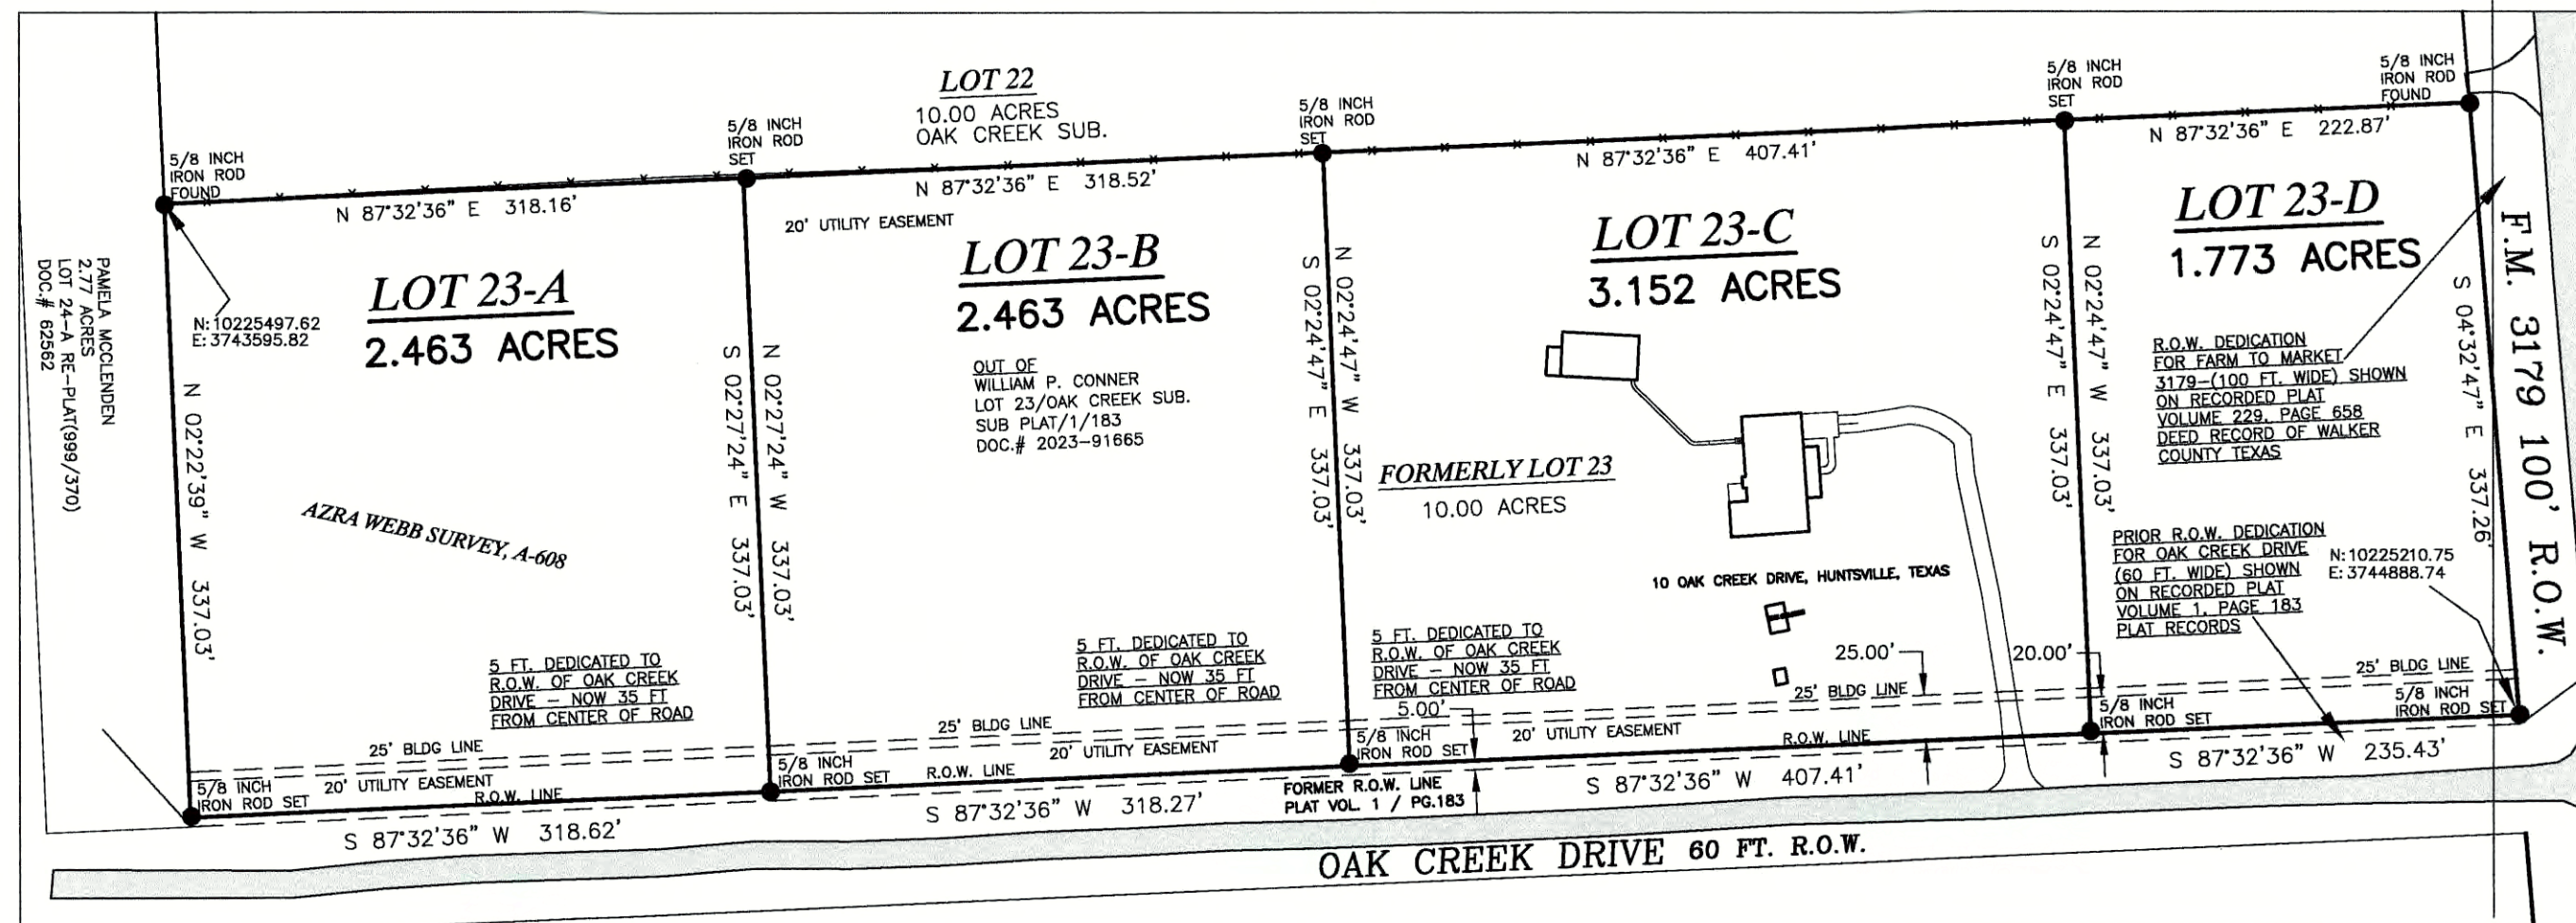 LOT 22
10.00 ACRES
OAK CREEK SUB.
5/8 INCH
IRON ROD
FOUND
5/8 INCH
IRON ROD
SET
5/8 INCH
IRON ROD
SET
5/8 INCH
IRON ROD
SET
5/8 INCH
IRON ROD
FOUND
N 87°32'36" E 318.16'
N 87°32'36" E 318.52'
N 87°32'36" E 407.41'
N 87°32'36" E 222.87'
PAMELA MCCLENDEN
2.77 ACRES
LOT 24-A RE-PLAT(999/370)
DOC.# 62562
N:10225497.62
E:3743595.82
N 02°22'39" W 337.03'
LOT 23-A
2.463 ACRES
AZRA WEBB SURVEY, A-608
5 FT. DEDICATED TO
R.O.W. OF OAK CREEK
DRIVE - NOW 35 FT
FROM CENTER OF ROAD
S 02°27'24" E 337.03'
N 02°27'24" W 337.03'
20' UTILITY EASEMENT
LOT 23-B
2.463 ACRES
OUT OF
WILLIAM P. CONNER
LOT 23/OAK CREEK SUB.
SUB PLAT/1/183
DOC.# 2023-91665
5 FT. DEDICATED TO
R.O.W. OF OAK CREEK
DRIVE - NOW 35 FT
FROM CENTER OF ROAD
S 02°24'47" E 337.03'
N 02°24'47" W 337.03'
LOT 23-C
3.152 ACRES
FORMERLY LOT 23
10.00 ACRES
10 OAK CREEK DRIVE, HUNTSVILLE, TEXAS
5 FT. DEDICATED TO
R.O.W. OF OAK CREEK
DRIVE - NOW 35 FT
FROM CENTER OF ROAD
S 02°24'47" E 337.03'
N 02°24'47" W 337.03'
LOT 23-D
1.773 ACRES
R.O.W. DEDICATION
FOR FARM TO MARKET
3179-(100 FT. WIDE) SHOWN
ON RECORDED PLAT
VOLUME 229, PAGE 658
DEED RECORD OF WALKER
COUNTY TEXAS
PRIOR R.O.W. DEDICATION
FOR OAK CREEK DRIVE
(60 FT. WIDE) SHOWN
ON RECORDED PLAT
VOLUME 1, PAGE 183
PLAT RECORDS
N:10225210.75
E:3744888.74
S 04°32'47" E 337.26'
F.M. 3179 100' R.O.W.
25.00'
20.00'
5.00'
25' BLDG LINE
25' BLDG LINE
25' BLDG LINE
25' BLDG LINE
20' UTILITY EASEMENT
20' UTILITY EASEMENT
20' UTILITY EASEMENT
5/8 INCH
IRON ROD SET
5/8 INCH
IRON ROD SET
5/8 INCH
IRON ROD SET
5/8 INCH
IRON ROD SET
5/8 INCH
IRON ROD SET
R.O.W. LINE
R.O.W. LINE
R.O.W. LINE
FORMER R.O.W. LINE
PLAT VOL. 1 / PG.183
S 87°32'36" W 318.62'
S 87°32'36" W 318.27'
S 87°32'36" W 407.41'
S 87°32'36" W 235.43'
OAK CREEK DRIVE 60 FT. R.O.W.